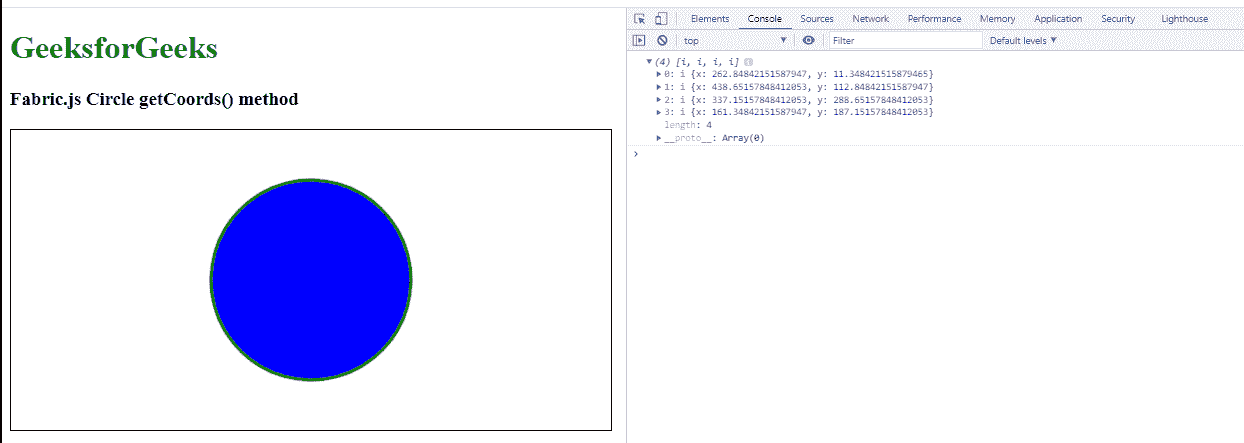 GeeksforGeeks
Fabric.js Circle getCoords() method
Elements Console Sources Network Performance Memory Application Security Lighthouse
top ▼ Filter Default levels ▼
▼ (4) [i, i, i, i] i
▶ 0: i {x: 262.84842151587947, y: 11.348421515879465}
▶ 1: i {x: 438.65157848412053, y: 112.84842151587947}
▶ 2: i {x: 337.15157848412053, y: 288.65157848412053}
▶ 3: i {x: 161.34842151587947, y: 187.15157848412053}
length: 4
▶ __proto__: Array(0)
>